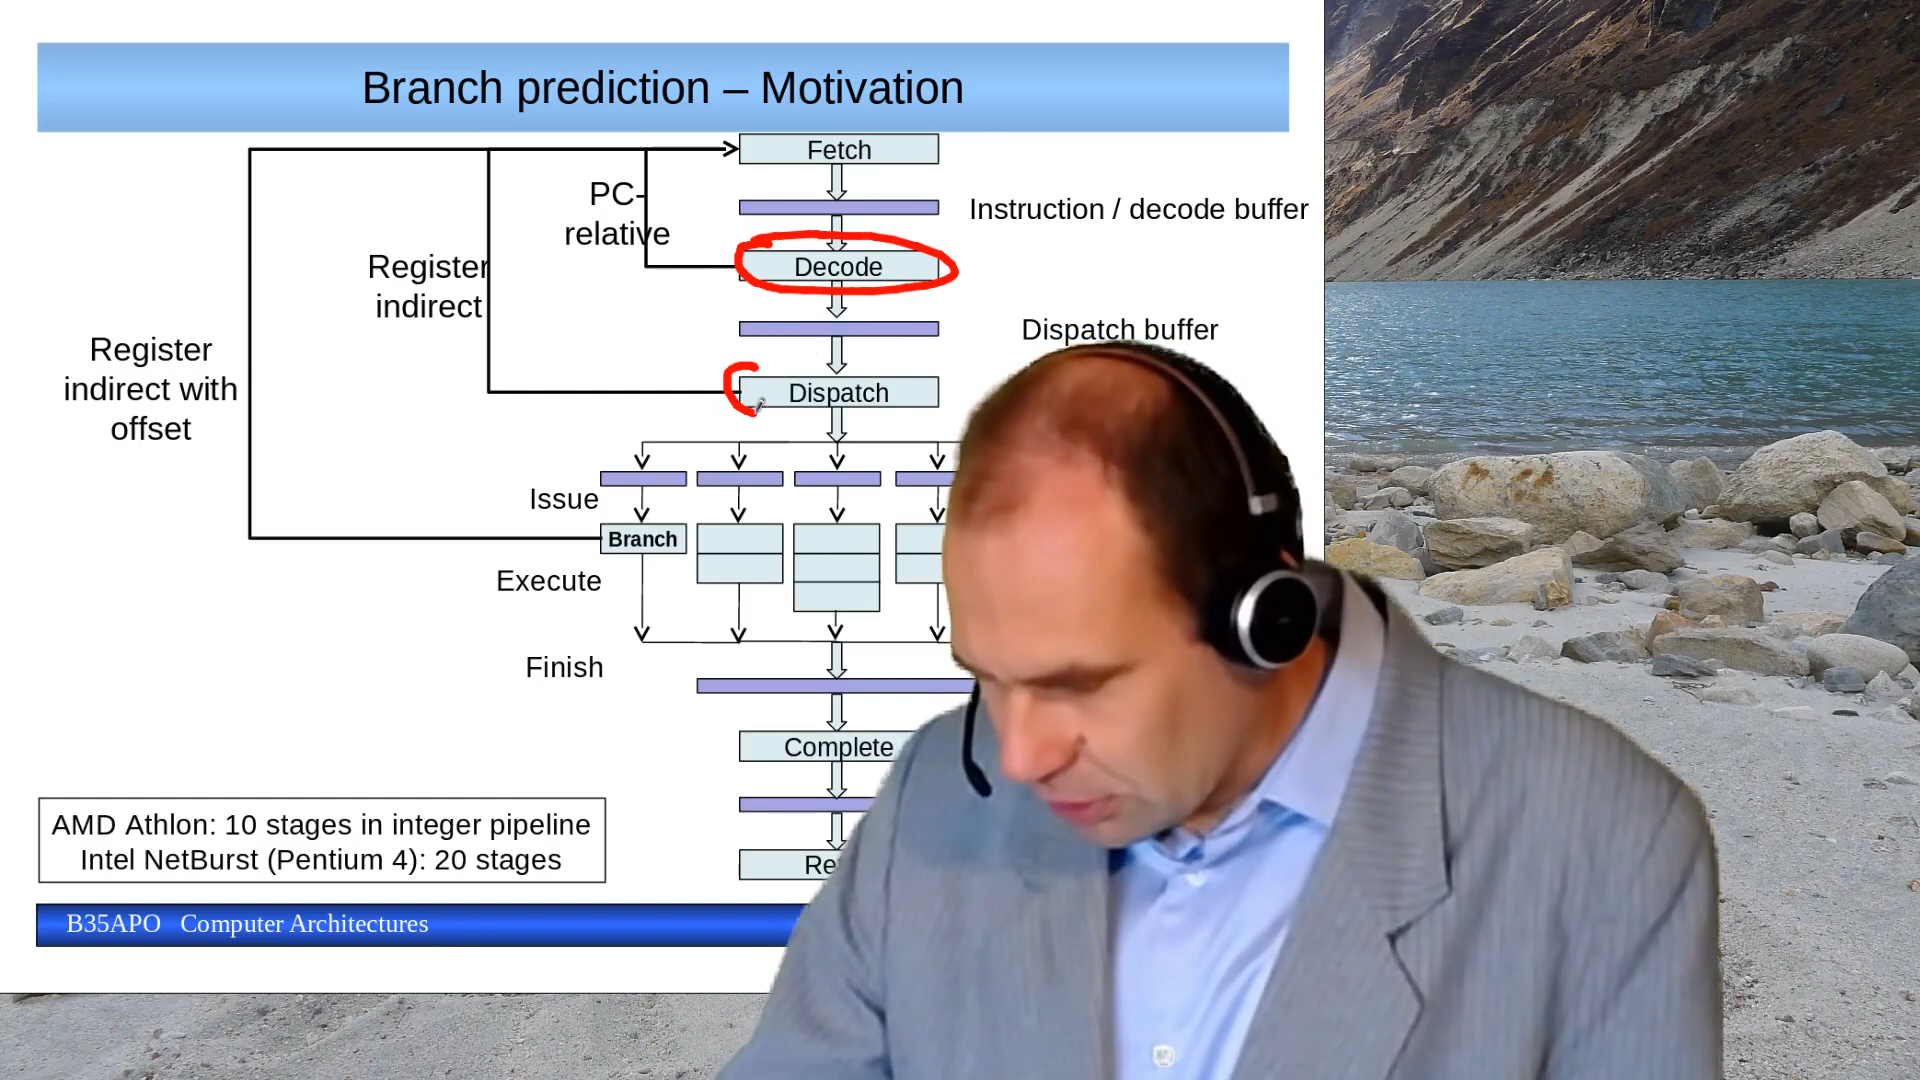 Branch prediction – Motivation
Fetch
PC-
relative
Instruction / decode buffer
Register
indirect
Decode
Register
indirect with
offset
Dispatch buffer
Dispatch
Issue
Branch
Execute
Finish
Complete
AMD Athlon: 10 stages in integer pipeline
Intel NetBurst (Pentium 4): 20 stages
B35APO Computer Architectures